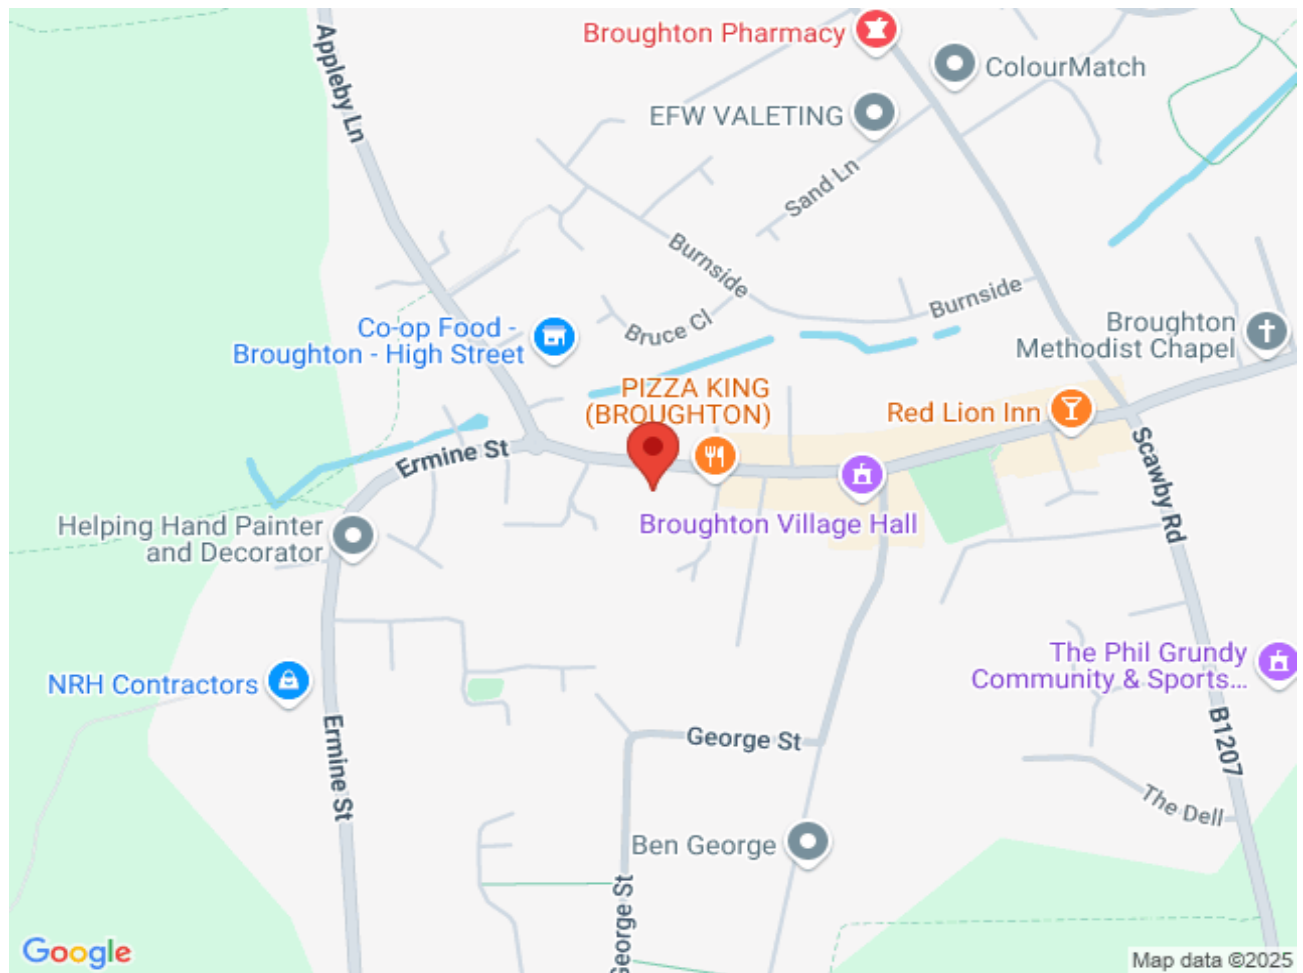 Appleby Ln
Broughton Pharmacy
ColourMatch
EFW VALETING
Sand Ln
Burnside
Burnside
Bruce Cl
Co-op Food -
Broughton - High Street
Broughton
Methodist Chapel
PIZZA KING
(BROUGHTON)
Red Lion Inn
Ermine St
Scawby Rd
Helping Hand Painter
and Decorator
Broughton Village Hall
The Phil Grundy
Community & Sports...
NRH Contractors
Ermine St
George St
B1207
The Dell
Ben George
George St
Google
Map data ©2025